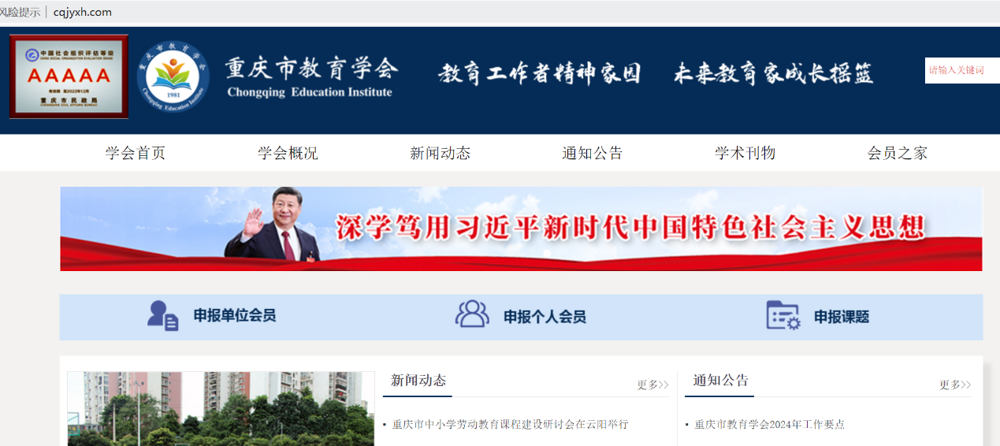 风险提示 cqjyxh.com
中国社会组织评估等级
CHINA SOCIAL ORGANIZATION EVALUATION GRADE
AAAAA
有效期 至2022年12月
重庆市民政局
CHONGQING CIVIL AFFAIRS BUREAU
重庆市教育学会
1981
Chongqing Education Institute
重庆市教育学会
Chongqing Education Institute
教育工作者精神家园 未来教育家成长摇篮
请输入关键词
学会首页 学会概况 新闻动态 通知公告 学术刊物 会员之家
深学笃用习近平新时代中国特色社会主义思想
申报单位会员 申报个人会员 申报课题
新闻动态 更多>>
通知公告 更多>>
重庆市中小学劳动教育课程建设研讨会在云阳举行
重庆市教育学会2024年工作要点